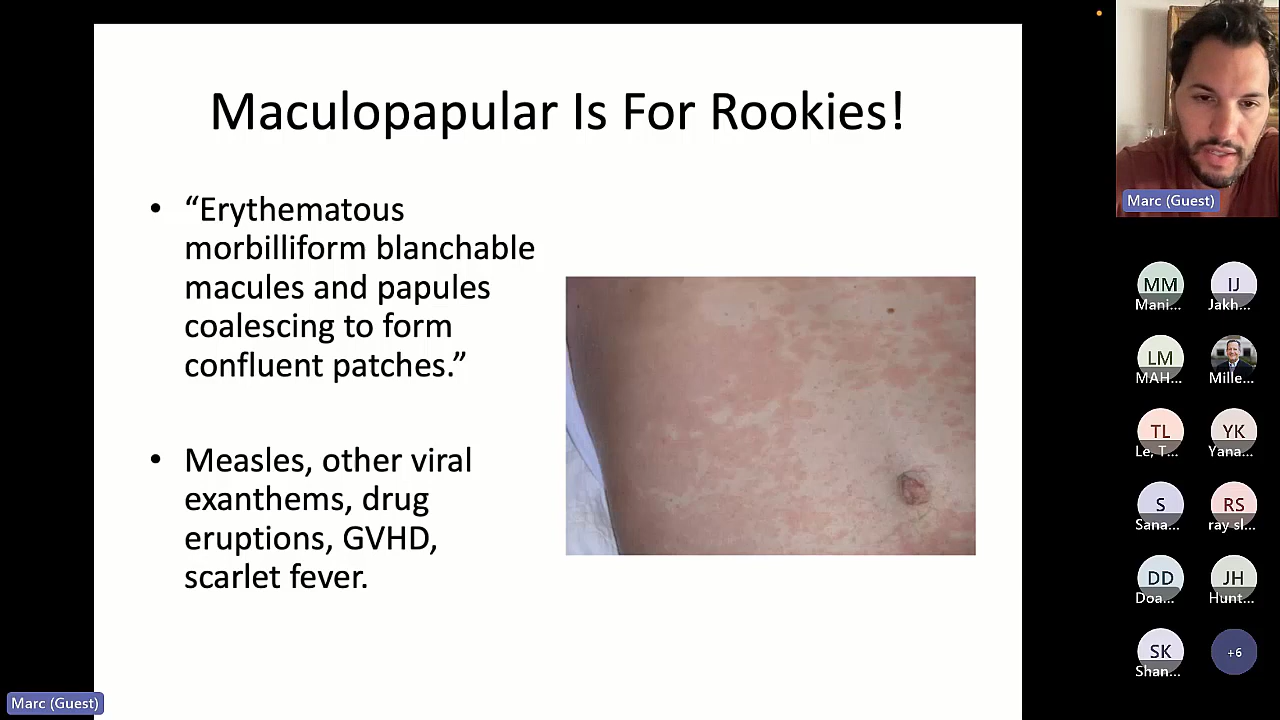 Maculopapular Is For Rookies!
• “Erythematous
morbilliform blanchable
macules and papules
coalescing to form
confluent patches.”
• Measles, other viral
exanthems, drug
eruptions, GVHD,
scarlet fever.
Marc (Guest)
Marc (Guest)
MM
Mani...
IJ
Jakh...
LM
MAH...
Mille...
TL
Le, T...
YK
Yana...
S
Sana...
RS
ray sl...
DD
Doa...
JH
Hunt...
SK
Shan...
+6